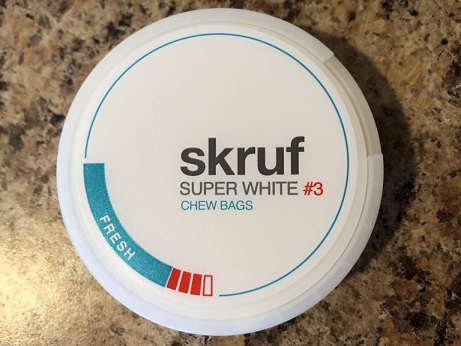 skruf
SUPER WHITE #3
CHEW BAGS
FRESH